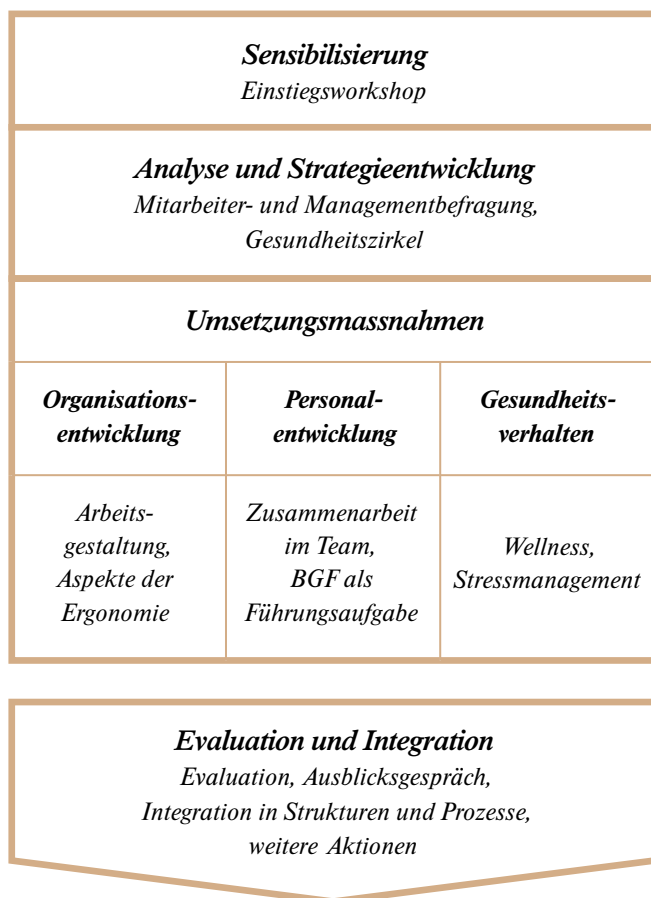 Sensibilisierung
Einstiegsworkshop
Analyse und Strategieentwicklung
Mitarbeiter- und Managementbefragung,
Gesundheitszirkel
Umsetzungsmassnahmen
Organisations-
entwicklung
Personal-
entwicklung
Gesundheits-
verhalten
Arbeits-
gestaltung,
Aspekte der
Ergonomie
Zusammenarbeit
im Team,
BGF als
Führungsaufgabe
Wellness,
Stressmanagement
Evaluation und Integration
Evaluation, Ausblicksgespräch,
Integration in Strukturen und Prozesse,
weitere Aktionen